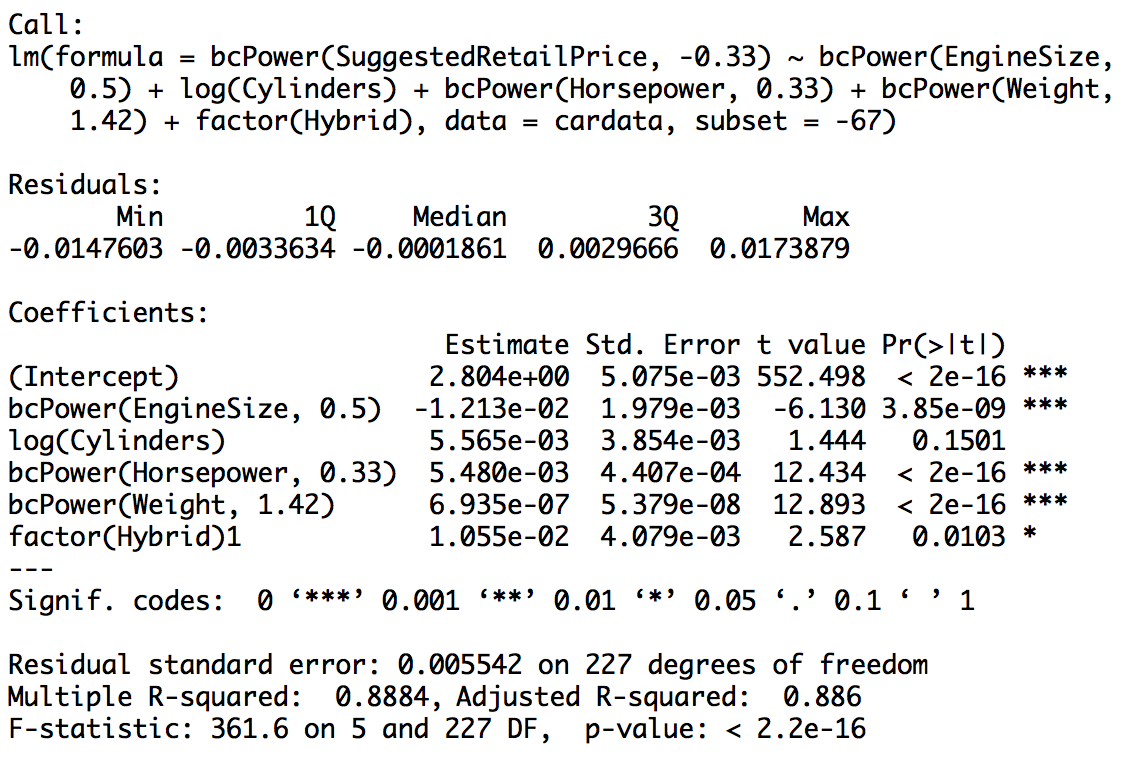 Call:
lm(formula = bcPower(SuggestedRetailPrice, -0.33) ~ bcPower(EngineSize,
    0.5) + log(Cylinders) + bcPower(Horsepower, 0.33) + bcPower(Weight,
    1.42) + factor(Hybrid), data = cardata, subset = -67)

Residuals:
       Min         1Q     Median         3Q        Max
-0.0147603 -0.0033634 -0.0001861  0.0029666  0.0173879

Coefficients:
                            Estimate Std. Error t value Pr(>|t|)
(Intercept)                2.804e+00  5.075e-03 552.498  < 2e-16 ***
bcPower(EngineSize, 0.5)  -1.213e-02  1.979e-03  -6.130 3.85e-09 ***
log(Cylinders)             5.565e-03  3.854e-03   1.444   0.1501
bcPower(Horsepower, 0.33)  5.480e-03  4.407e-04  12.434  < 2e-16 ***
bcPower(Weight, 1.42)      6.935e-07  5.379e-08  12.893  < 2e-16 ***
factor(Hybrid)1            1.055e-02  4.079e-03   2.587   0.0103 *
---
Signif. codes:  0 ‘***’ 0.001 ‘**’ 0.01 ‘*’ 0.05 ‘.’ 0.1 ‘ ’ 1

Residual standard error: 0.005542 on 227 degrees of freedom
Multiple R-squared:  0.8884, Adjusted R-squared:  0.886
F-statistic: 361.6 on 5 and 227 DF,  p-value: < 2.2e-16